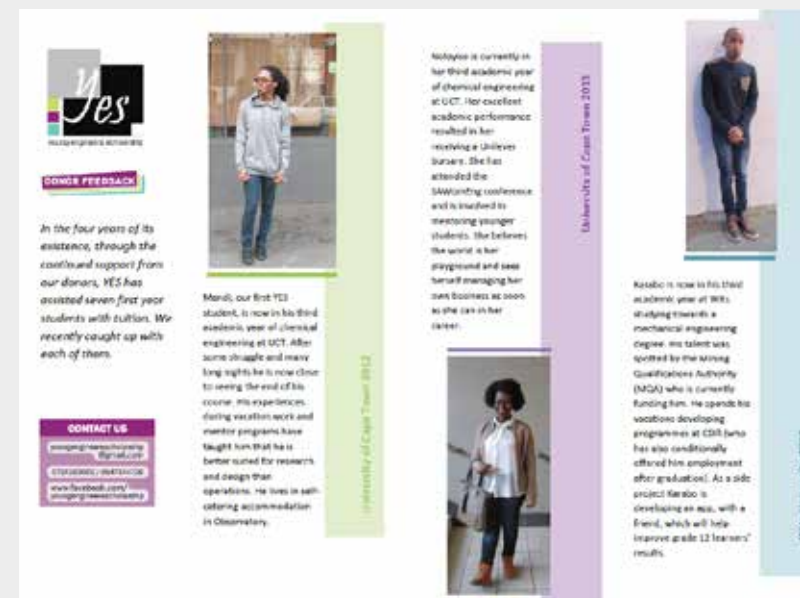 Yes
DONOR FEEDBACK
In the four years of its
existence, through the
continued support from
our donors, YES has
assisted seven first year
students with tuition. We
recently caught up with
each of them.
CONTACT US
youngengineerscholarship
@gmail.com
www.facebook.com/
youngengineerscholarship
Mandi, our first YES
student, is now in his third
academic year of chemical
engineering at UCT. After
some struggle and many
long nights he is now close
to seeing the end of his
course. His experiences
during vacation work and
mentor programs have
taught him that he is
better suited for research
and design than
operations. He lives in self-
catering accommodation
in Observatory.
University of Cape Town 2012
is currently in
her third academic year
of chemical engineering
at UCT. Her excellent
academic performance
resulted in her
receiving a Unilever
bursary. She has
attended the
SAWomEng conference
and is involved in
mentoring younger
students. She believes
the world is her
playground and sees
herself managing her
own business as soon
as she can in her
career.
University of Cape Town 2013
Karabo is now in his third
academic year at Wits
studying towards a
mechanical engineering
degree. His talent was
spotted by the Mining
Qualifications Authority
(MQA) who is currently
funding him. He spends his
vacations developing
programmes at CSIR (who
has also conditionally
offered him employment
after graduation). As a side
project Karabo is
developing an app, with a
friend, which will help
improve grade 12 learners'
results.